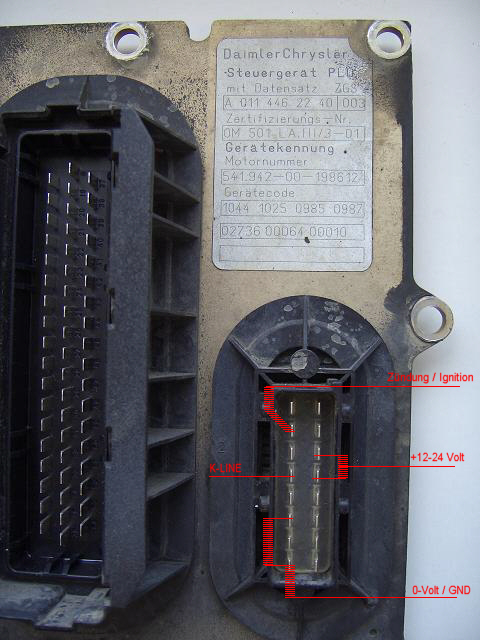 DaimlerChrysler
Steuergerät PLD
mit Datensatz ZGS
A 011 446 22 40 003
Zertifizierungs-Nr.
OM 501 LA.III/3-01
Gerätekennung
Motornummer
541.942-00-199612
Gerätecode
1044 1025 0985 0987
02736 00064 00010
Zündung / Ignition
+12-24 Volt
K-LINE
0-Volt / GND